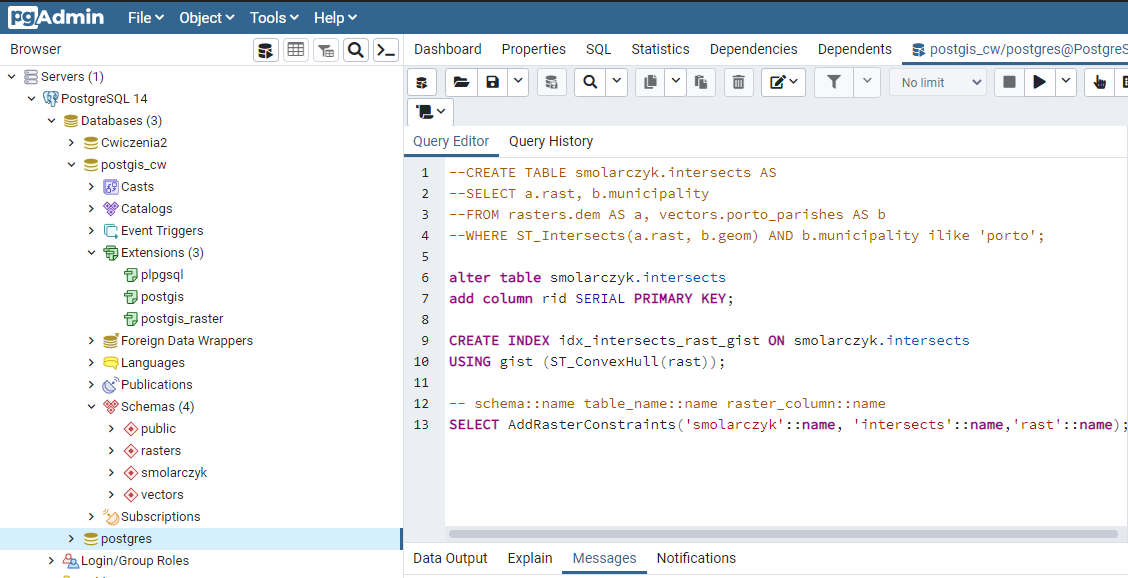 pgAdmin File Object Tools Help
Browser
Dashboard Properties SQL Statistics Dependencies Dependents postgis_cw/postgres@PostgreS
No limit
Servers (1)
PostgreSQL 14
Databases (3)
Cwiczenia2
postgis_cw
Casts
Catalogs
Event Triggers
Extensions (3)
plpgsql
postgis
postgis_raster
Foreign Data Wrappers
Languages
Publications
Schemas (4)
public
rasters
smolarczyk
vectors
Subscriptions
postgres
Login/Group Roles
Query Editor Query History
1 --CREATE TABLE smolarczyk.intersects AS
2 --SELECT a.rast, b.municipality
3 --FROM rasters.dem AS a, vectors.porto_parishes AS b
4 --WHERE ST_Intersects(a.rast, b.geom) AND b.municipality ilike 'porto';
5
6 alter table smolarczyk.intersects
7 add column rid SERIAL PRIMARY KEY;
8
9 CREATE INDEX idx_intersects_rast_gist ON smolarczyk.intersects
10 USING gist (ST_ConvexHull(rast));
11
12 -- schema::name table_name::name raster_column::name
13 SELECT AddRasterConstraints('smolarczyk'::name, 'intersects'::name,'rast'::name);
Data Output Explain Messages Notifications